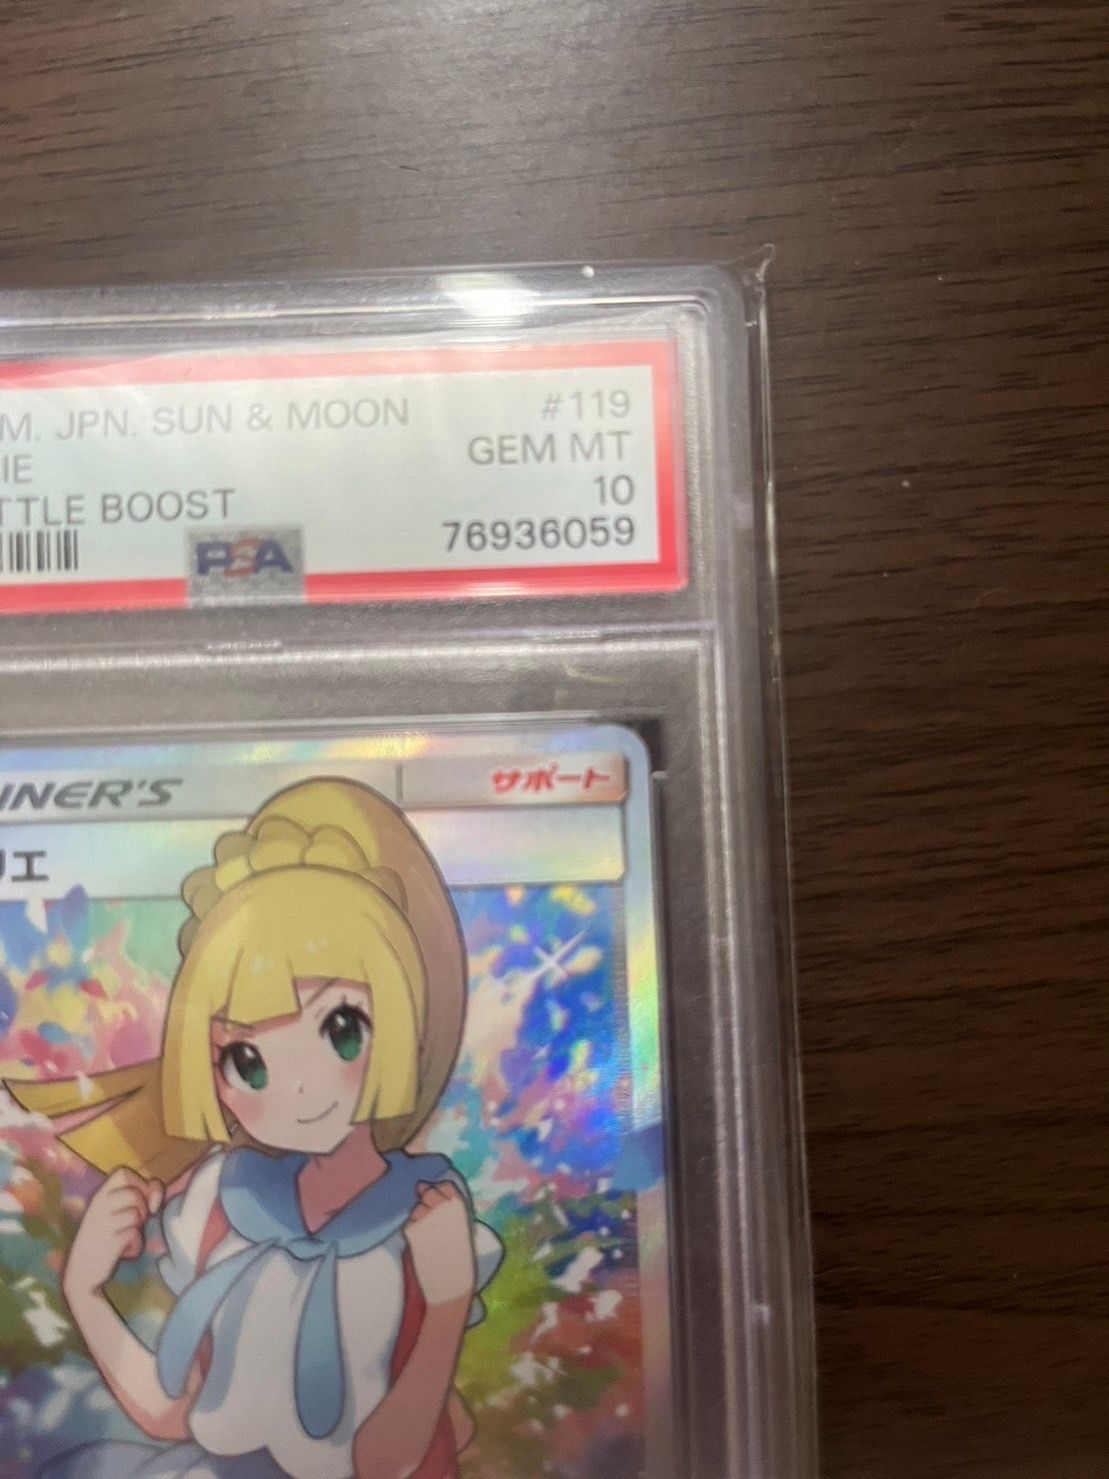 M. JPN. SUN & MOON #119
IE GEM MT
TTLE BOOST 10
76936059
PSA
INER'S サポート
リエ